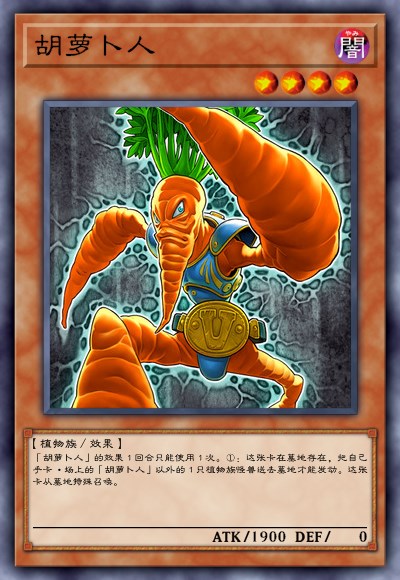 胡萝卜人
やみ
闇
【植物族／效果】
「胡萝卜人」的效果1回合只能使用1次。①：这张卡在墓地存在，把自己
手卡·场上的「胡萝卜人」以外的1只植物族怪兽送去墓地才能发动。这张
卡从墓地特殊召唤。
ATK/1900 DEF/ 0